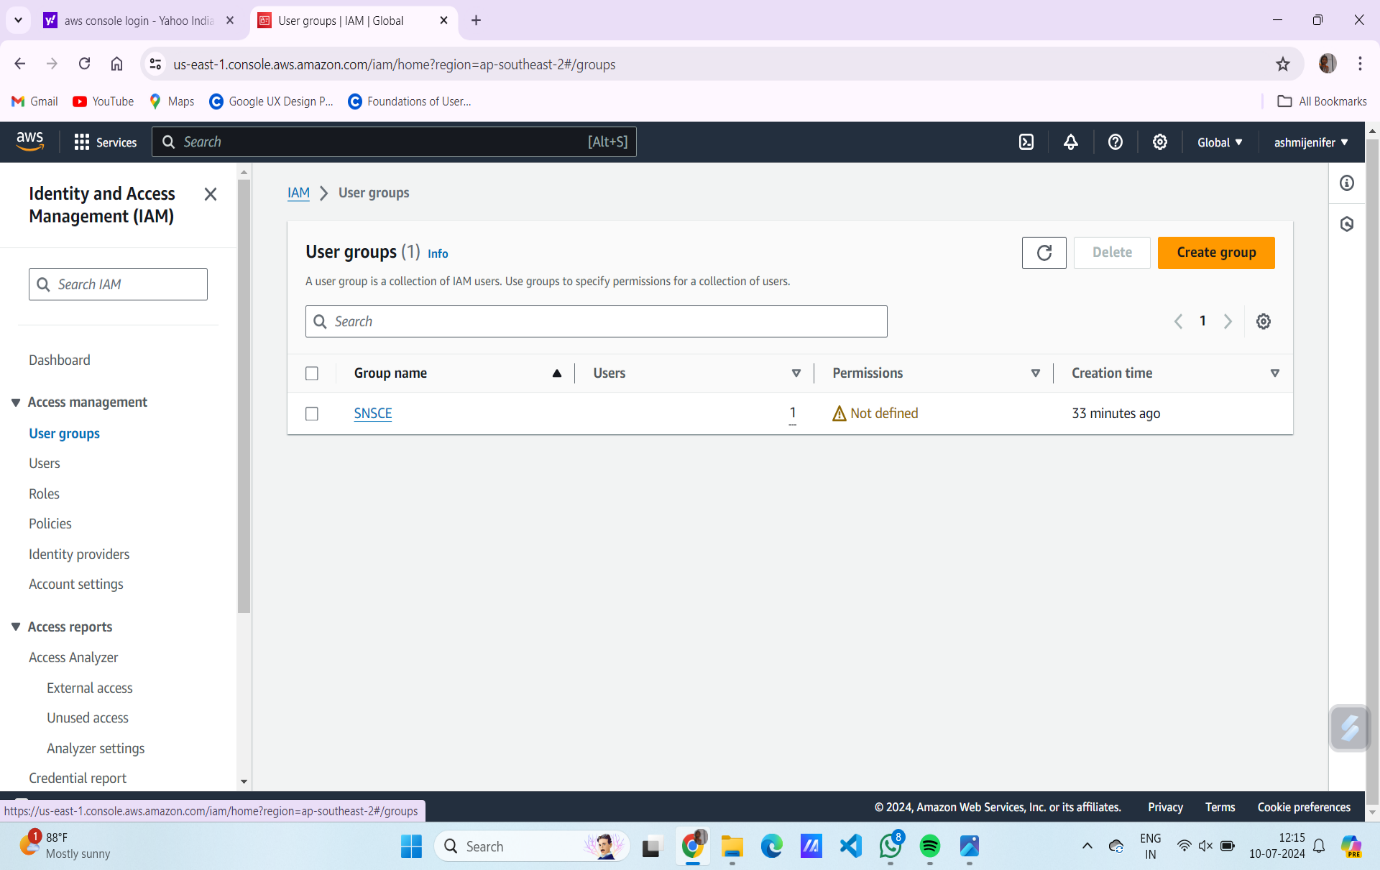 aws console login - Yahoo India
User groups | IAM | Global
us-east-1.console.aws.amazon.com/iam/home?region=ap-southeast-2#/groups
Gmail
YouTube
Maps
Google UX Design P...
Foundations of User...
All Bookmarks
aws
Services
Search
[Alt+S]
Global
ashmijenifer
Identity and Access
Management (IAM)
Search IAM
Dashboard
Access management
User groups
Users
Roles
Policies
Identity providers
Account settings
Access reports
Access Analyzer
External access
Unused access
Analyzer settings
Credential report
IAM
User groups
User groups (1) Info
A user group is a collection of IAM users. Use groups to specify permissions for a collection of users.
Delete
Create group
Search
1
Group name
Users
Permissions
Creation time
SNSCE
1
Not defined
33 minutes ago
© 2024, Amazon Web Services, Inc. or its affiliates.
Privacy
Terms
Cookie preferences
https://us-east-1.console.aws.amazon.com/iam/home?region=ap-southeast-2#/groups
1
88°F
Mostly sunny
Search
8
ENG
IN
12:15
10-07-2024
PRE